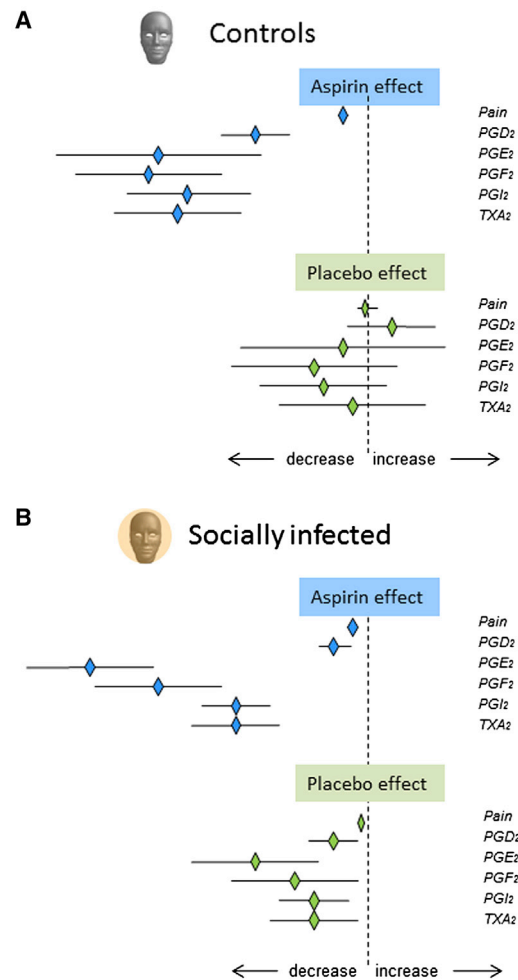 A
Controls
Aspirin effect
Pain
PGD2
PGE2
PGF2
PGI2
TXA2
Placebo effect
Pain
PGD2
PGE2
PGF2
PGI2
TXA2
decrease increase
B
Socially infected
Aspirin effect
Pain
PGD2
PGE2
PGF2
PGI2
TXA2
Placebo effect
Pain
PGD2
PGE2
PGF2
PGI2
TXA2
decrease increase